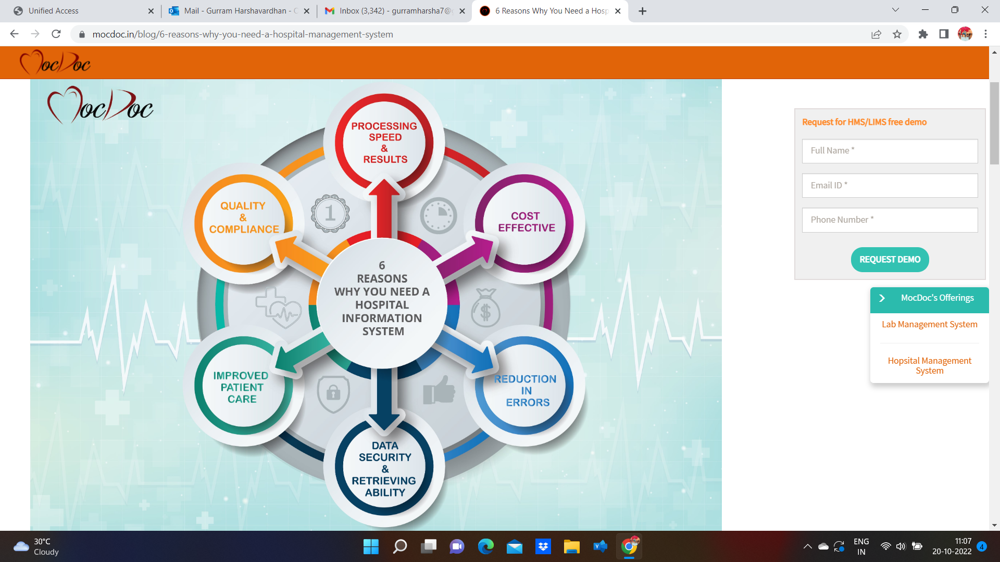 Unified Access
Mail - Gurram Harshavardhan - C
Inbox (3,342) - gurramharsha7@g
6 Reasons Why You Need a Hosp
mocdoc.in/blog/6-reasons-why-you-need-a-hospital-management-system
MocDoc
MocDoc
PROCESSING
SPEED
&
RESULTS
QUALITY
&
COMPLIANCE
1
COST
EFFECTIVE
6
REASONS
WHY YOU NEED A
HOSPITAL
INFORMATION
SYSTEM
$
IMPROVED
PATIENT
CARE
REDUCTION
IN
ERRORS
DATA
SECURITY
&
RETRIEVING
ABILITY
Request for HMS/LIMS free demo
Full Name *
Email ID *
Phone Number *
REQUEST DEMO
MocDoc's Offerings
Lab Management System
Hopsital Management
System
30°C
Cloudy
ENG
IN
11:07
20-10-2022
4